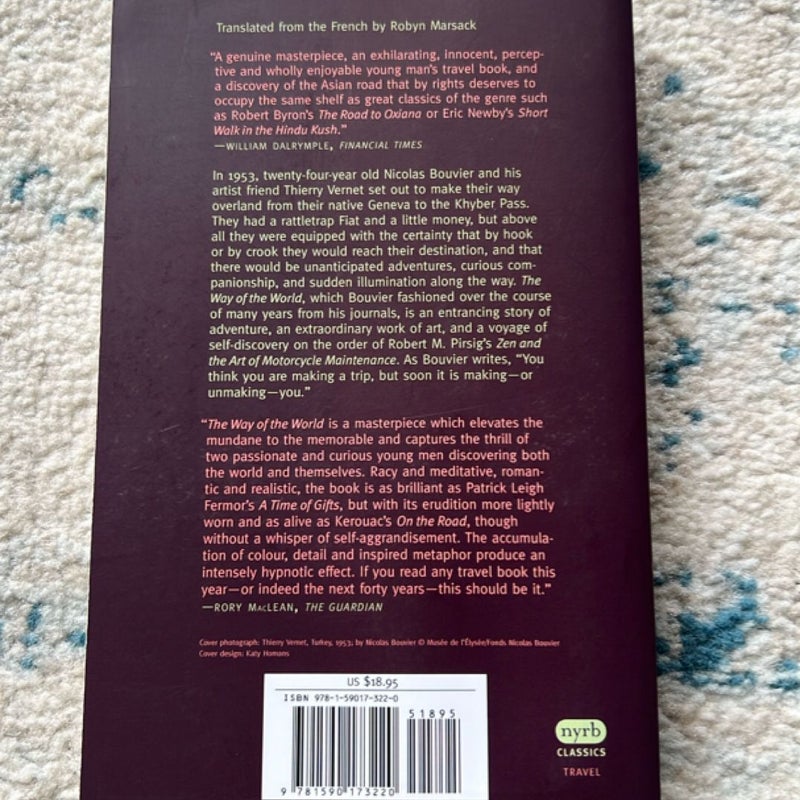 Translated from the French by Robyn Marsack
“A genuine masterpiece, an exhilarating, innocent, percep-
tive and wholly enjoyable young man’s travel book, and
a discovery of the Asian road that by rights deserves to
occupy the same shelf as great classics of the genre such
as Robert Byron’s The Road to Oxiana or Eric Newby’s Short
Walk in the Hindu Kush.”
—WILLIAM DALRYMPLE, FINANCIAL TIMES
In 1953, twenty-four-year old Nicolas Bouvier and his
artist friend Thierry Vernet set out to make their way
overland from their native Geneva to the Khyber Pass.
They had a rattletrap Fiat and a little money, but above
all they were equipped with the certainty that by hook
or by crook they would reach their destination, and that
there would be unanticipated adventures, curious com-
panionship, and sudden illumination along the way. The
Way of the World, which Bouvier fashioned over the course
of many years from his journals, is an entrancing story of
adventure, an extraordinary work of art, and a voyage of
self-discovery on the order of Robert M. Pirsig’s Zen and
the Art of Motorcycle Maintenance. As Bouvier writes, “You
think you are making a trip, but soon it is making—or
unmaking—you.”
“The Way of the World is a masterpiece which elevates the
mundane to the memorable and captures the thrill of
two passionate and curious young men discovering both
the world and themselves. Racy and meditative, roman-
tic and realistic, the book is as brilliant as Patrick Leigh
Fermor’s A Time of Gifts, but with its erudition more lightly
worn and as alive as Kerouac’s On the Road, though
without a whisper of self-aggrandisement. The accumula-
tion of colour, detail and inspired metaphor produce an
intensely hypnotic effect. If you read any travel book this
year—or indeed the next forty years—this should be it.”
—RORY MACLEAN, THE GUARDIAN
Cover photograph: Thierry Vernet, Turkey, 1953; by Nicolas Bouvier © Musée de l’Élysée/Fonds Nicolas Bouvier
Cover design: Katy Homans
US $18.95
ISBN 978-1-59017-322-0
51895
9 781590 173220
nyrb
CLASSICS
TRAVEL